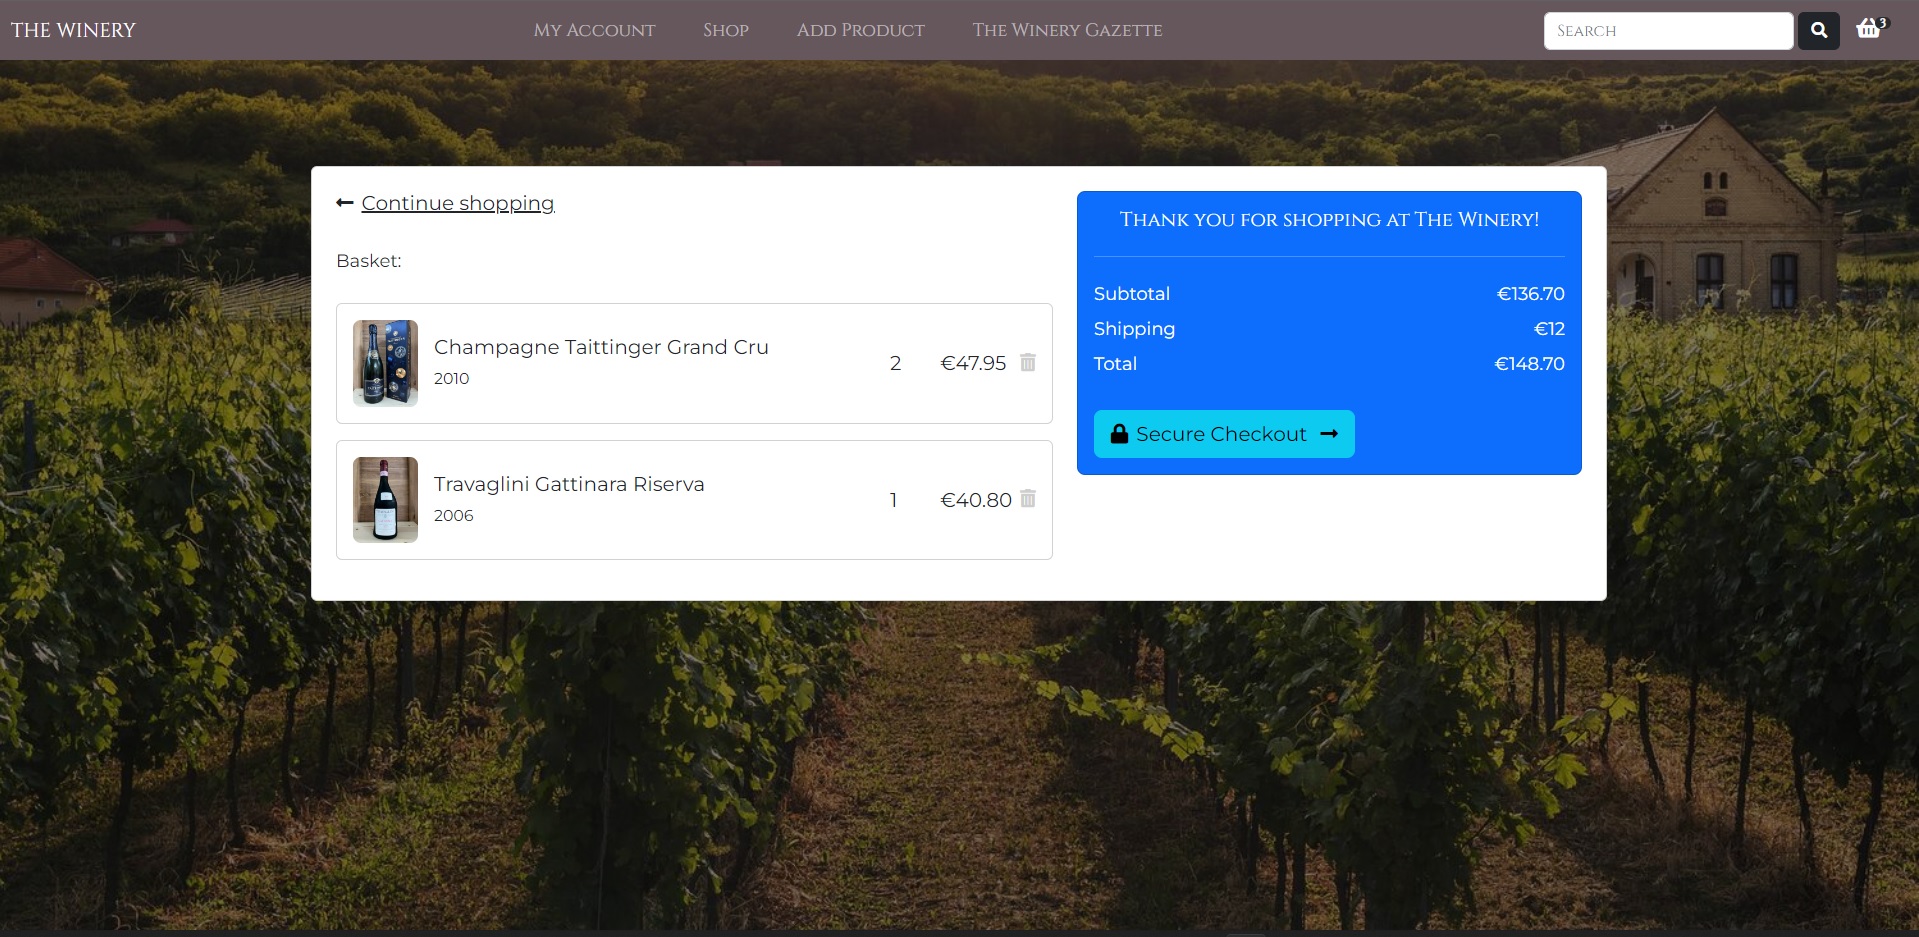 THE WINERY
My Account
Shop
Add Product
The Winery Gazette
Search
3
Continue shopping
Basket:
Champagne Taittinger Grand Cru
2010
2
€47.95
Travaglini Gattinara Riserva
2006
1
€40.80
Thank you for shopping at The Winery!
Subtotal €136.70
Shipping €12
Total €148.70
Secure Checkout